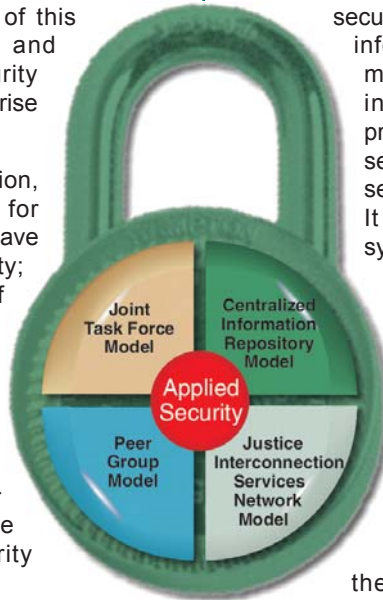 of this
and
urity
rise
ion,
for
ave
ty;
f
e
urity
Joint
Task Force
Model
Centralized
Information
Repository
Model
Applied
Security
Peer
Group
Model
Justice
Interconnection
Services
Network
Model
secu
info
m
in
pr
se
se
It
sy
the